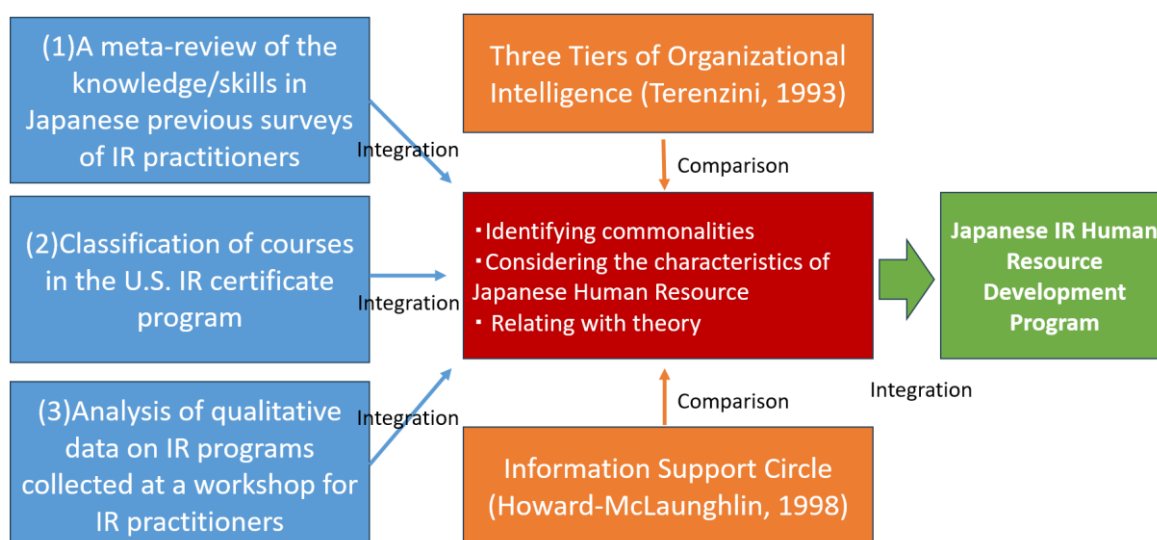 (1)A meta-review of the
knowledge/skills in
Japanese previous surveys
of IR practitioners
Integration
(2)Classification of courses
in the U.S. IR certificate
program
Integration
(3)Analysis of qualitative
data on IR programs
collected at a workshop for
IR practitioners
Integration
Three Tiers of Organizational
Intelligence (Terenzini, 1993)
Comparison
・Identifying commonalities
・Considering the characteristics of
Japanese Human Resource
・ Relating with theory
Comparison
Information Support Circle
(Howard-McLaunghlin, 1998)
Japanese IR Human
Resource
Development
Program
Integration